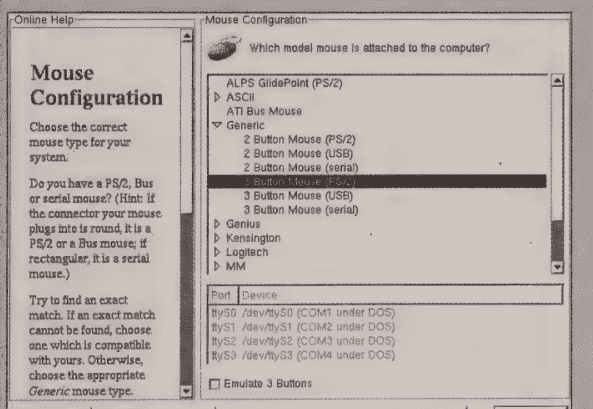 Online Help
Mouse
Configuration
Choose the correct
mouse type for your
system.
Do you have a PS/2, Bus
or serial mouse? (Hint: If
the connector your mouse
plugs into is round, it is a
PS/2 or a Bus mouse; if
rectangular, it is a serial
mouse.)
Try to find an exact
match. If an exact match
cannot be found, choose
one which is compatible
with yours. Otherwise,
choose the appropriate
Generic mouse type.
Mouse Configuration
Which model mouse is attached to the computer?
ALPS GlidePoint (PS/2)
ASCII
ATI Bus Mouse
Generic
2 Button Mouse (PS/2)
2 Button Mouse (USB)
2 Button Mouse (serial)
3 Button Mouse (PS/2)
3 Button Mouse (USB)
3 Button Mouse (serial)
Genius
Kensington
Logitech
MM
Port Device
ttyS0 /dev/ttyS0 (COM1 under DOS)
ttyS1 /dev/ttyS1 (COM2 under DOS)
ttyS2 /dev/ttyS2 (COM3 under DOS)
ttyS3 /dev/ttyS3 (COM4 under DOS)
Emulate 3 Buttons